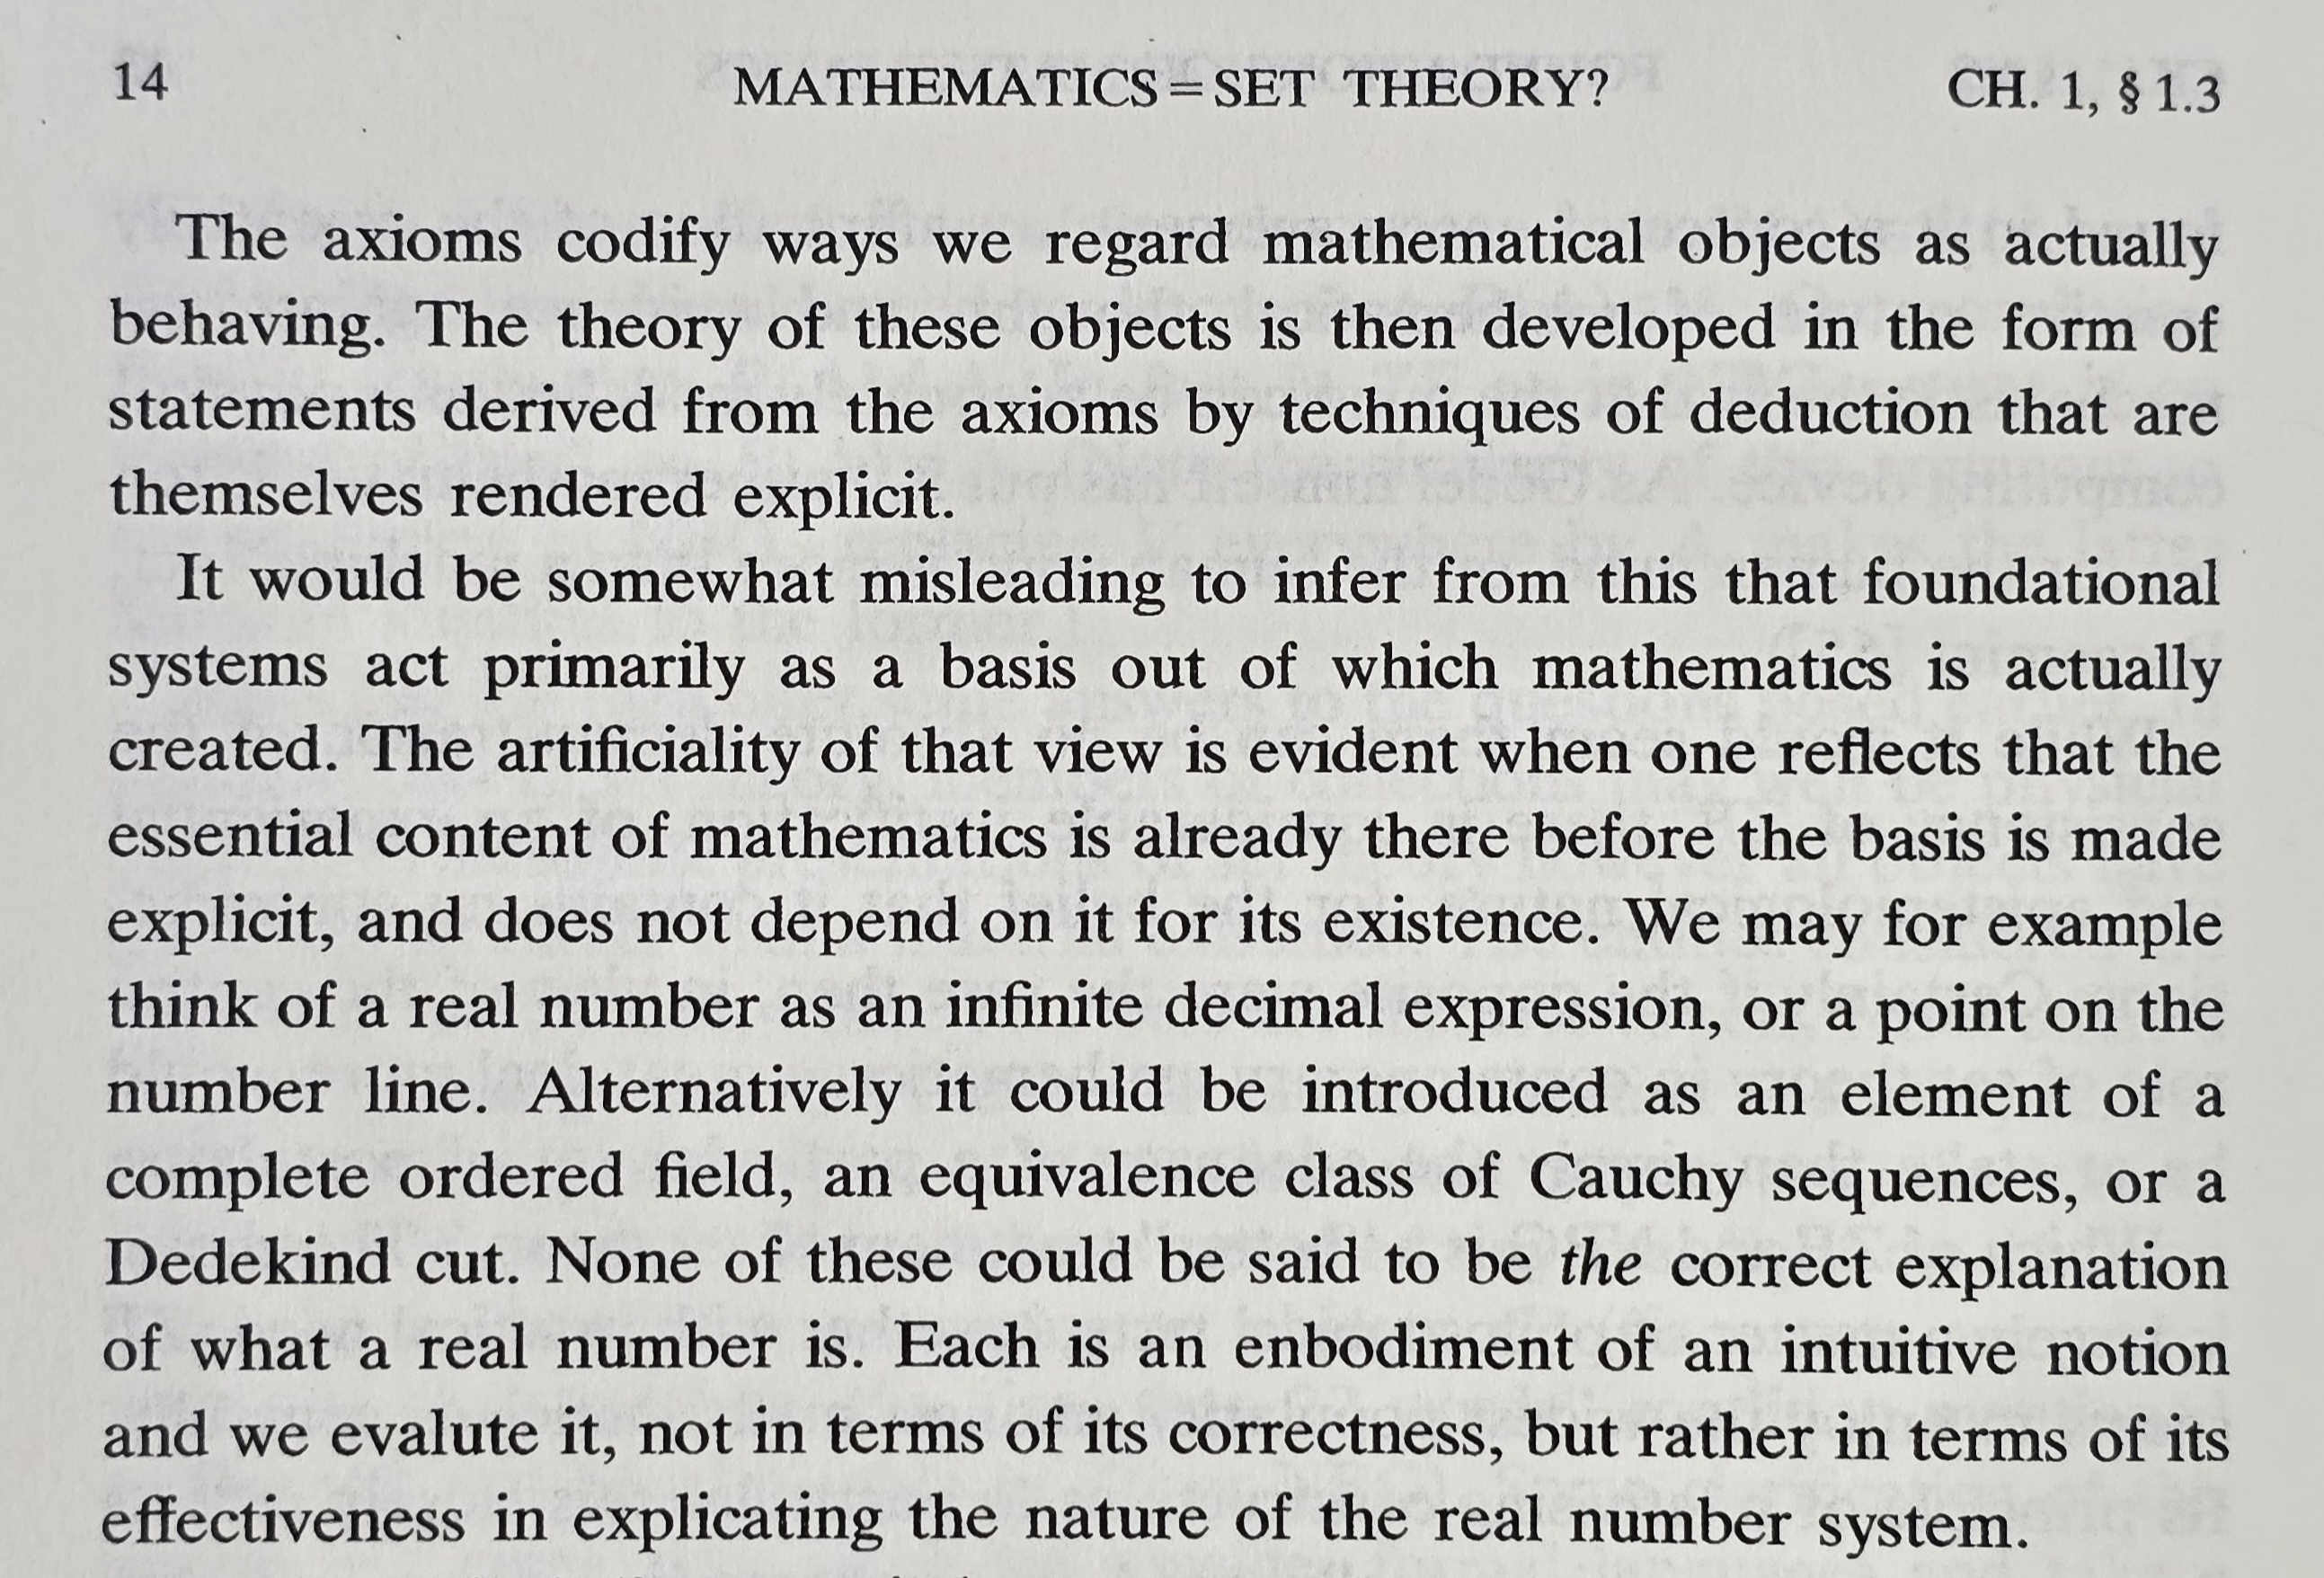 14 MATHEMATICS = SET THEORY? CH. 1, § 1.3
The axioms codify ways we regard mathematical objects as actually
behaving. The theory of these objects is then developed in the form of
statements derived from the axioms by techniques of deduction that are
themselves rendered explicit.
It would be somewhat misleading to infer from this that foundational
systems act primarily as a basis out of which mathematics is actually
created. The artificiality of that view is evident when one reflects that the
essential content of mathematics is already there before the basis is made
explicit, and does not depend on it for its existence. We may for example
think of a real number as an infinite decimal expression, or a point on the
number line. Alternatively it could be introduced as an element of a
complete ordered field, an equivalence class of Cauchy sequences, or a
Dedekind cut. None of these could be said to be the correct explanation
of what a real number is. Each is an enbodiment of an intuitive notion
and we evalute it, not in terms of its correctness, but rather in terms of its
effectiveness in explicating the nature of the real number system.